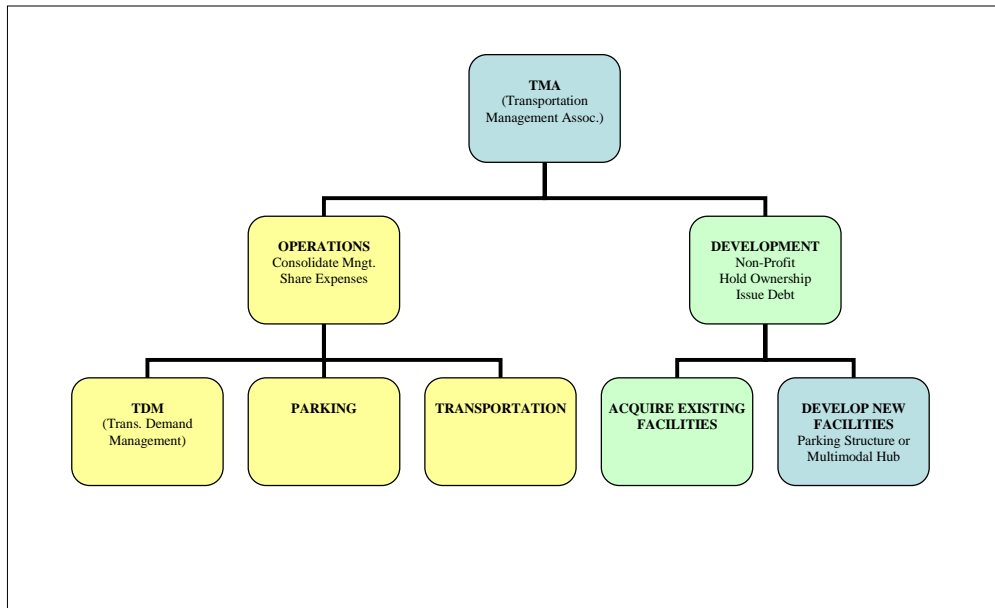 TMA
(Transportation
Management Assoc.)
OPERATIONS
Consolidate Mngt.
Share Expenses
DEVELOPMENT
Non-Profit
Hold Ownership
Issue Debt
TDM
(Trans. Demand
Management)
PARKING
TRANSPORTATION
ACQUIRE EXISTING
FACILITIES
DEVELOP NEW
FACILITIES
Parking Structure or
Multimodal Hub